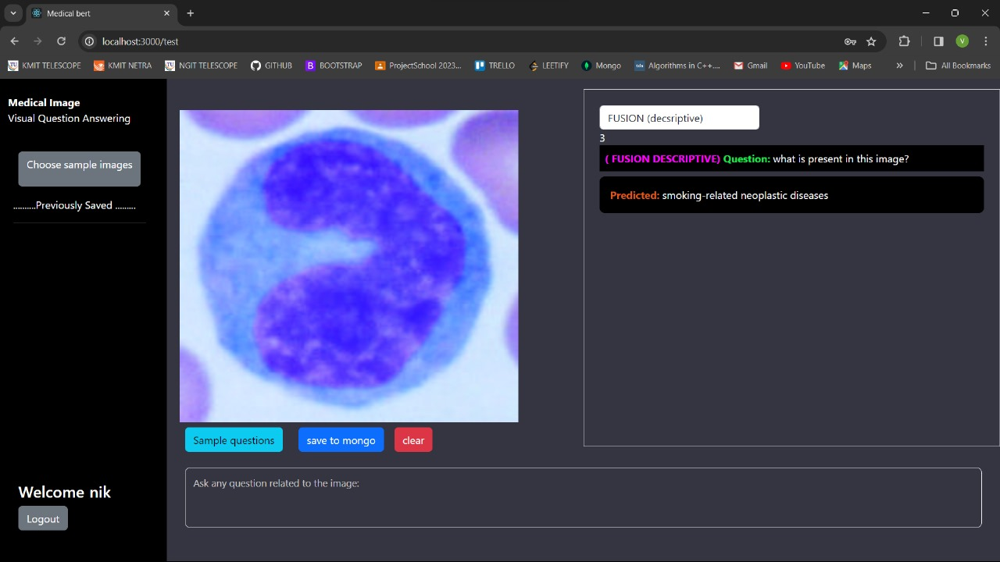 Medical bert
localhost:3000/test
KMIT TELESCOPE KMIT NETRA NGIT TELESCOPE GITHUB BOOTSTRAP ProjectSchool 2023... TRELLO LEETIFY Mongo Algorithms in C++.... Gmail YouTube Maps » All Bookmarks
V
Medical Image
Visual Question Answering
Choose sample images
..........Previously Saved .........
FUSION (decsriptive)
3
( FUSION DESCRIPTIVE) Question: what is present in this image?
Predicted: smoking-related neoplastic diseases
Sample questions save to mongo clear
Ask any question related to the image:
Welcome nik
Logout